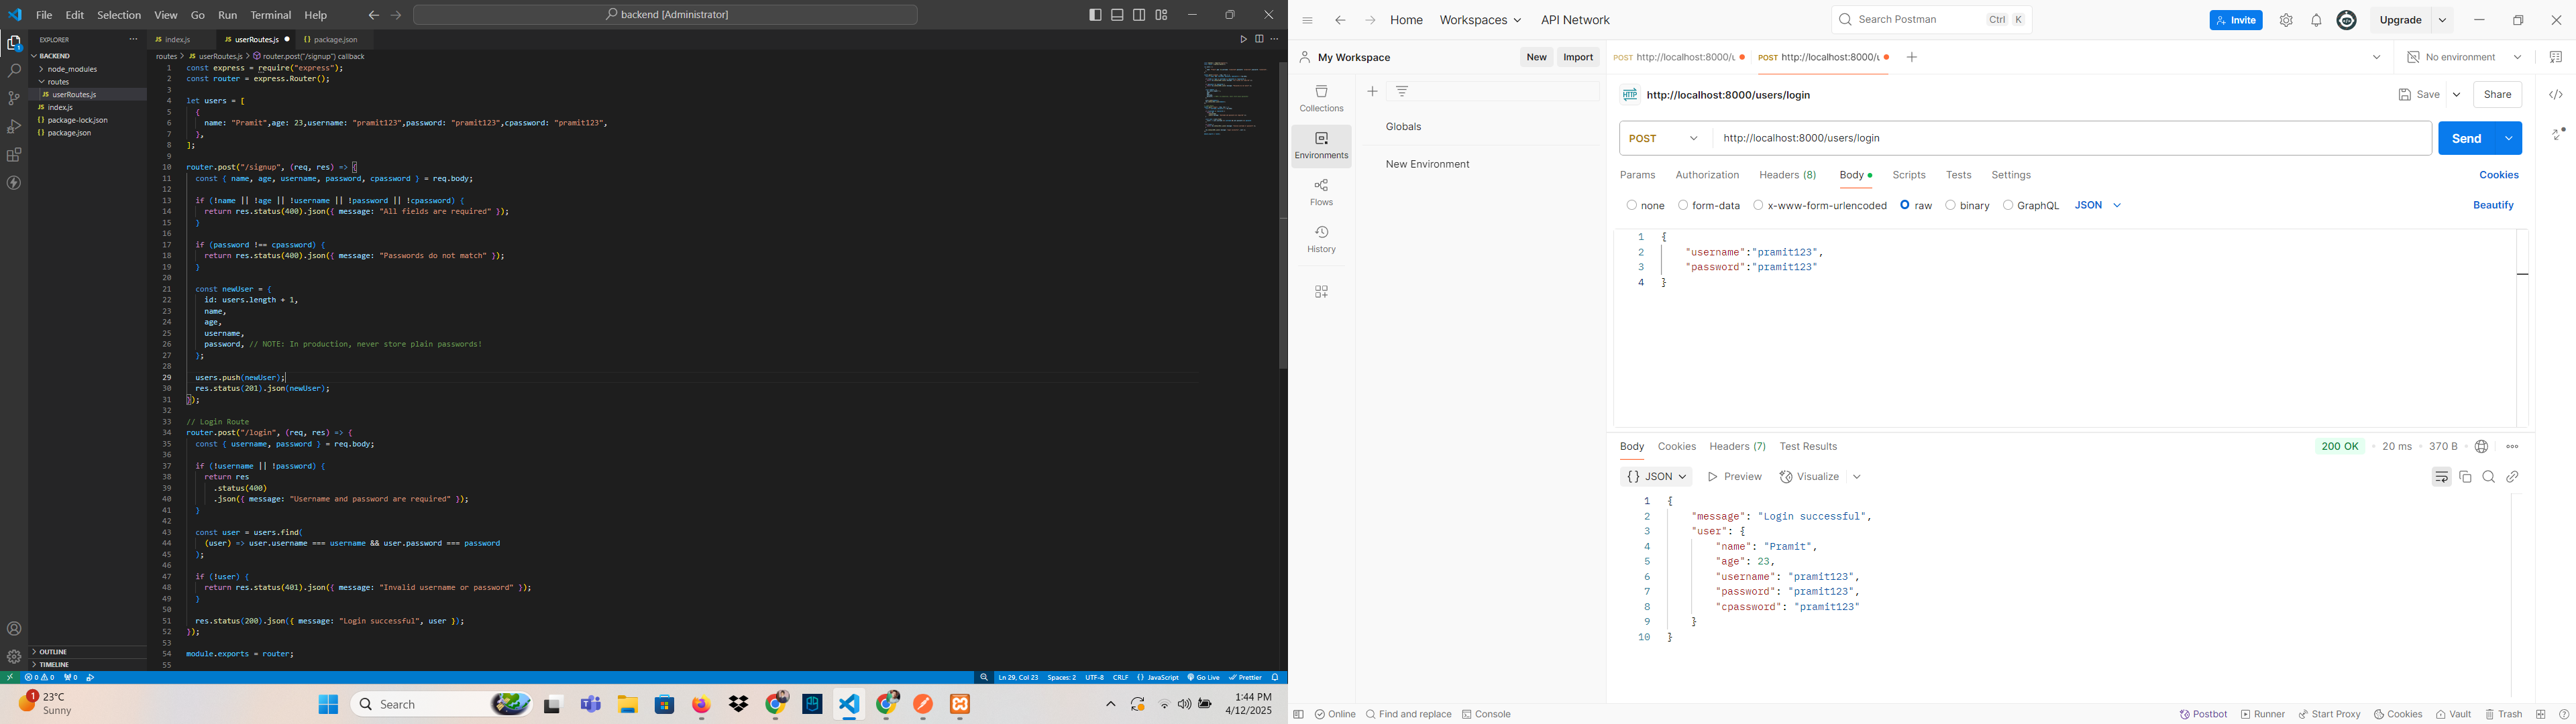 File Edit Selection View Go Run Terminal Help
backend [Administrator]
EXPLORER
BACKEND
node_modules
routes
userRoutes.js
index.js
package-lock.json
package.json
OUTLINE
TIMELINE
index.js userRoutes.js package.json
routes > userRoutes.js > router.post("/signup") callback
1 const express = require("express");
2 const router = express.Router();
3
4 let users = [
5 {
6 name: "Pramit",age: 23,username: "pramit123",password: "pramit123",cpassword: "pramit123",
7 },
8 ];
9
10 router.post("/signup", (req, res) => {
11 const { name, age, username, password, cpassword } = req.body;
12
13 if (!name || !age || !username || !password || !cpassword) {
14 return res.status(400).json({ message: "All fields are required" });
15 }
16
17 if (password !== cpassword) {
18 return res.status(400).json({ message: "Passwords do not match" });
19 }
20
21 const newUser = {
22 id: users.length + 1,
23 name,
24 age,
25 username,
26 password, // NOTE: In production, never store plain passwords!
27 };
28
29 users.push(newUser);
30 res.status(201).json(newUser);
31 });
32
33 // Login Route
34 router.post("/login", (req, res) => {
35 const { username, password } = req.body;
36
37 if (!username || !password) {
38 return res
39 .status(400)
40 .json({ message: "Username and password are required" });
41 }
42
43 const user = users.find(
44 (user) => user.username === username && user.password === password
45 );
46
47 if (!user) {
48 return res.status(401).json({ message: "Invalid username or password" });
49 }
50
51 res.status(200).json({ message: "Login successful", user });
52 });
53
54 module.exports = router;
55
0 0 0
Ln 29, Col 23 Spaces: 2 UTF-8 CRLF {} JavaScript Go Live Prettier
1 23°C
Sunny
Search
1:44 PM
4/12/2025
Home Workspaces API Network
Search Postman Ctrl K
Invite Upgrade
My Workspace New Import
Collections
Environments
Flows
History
Globals
New Environment
POST http://localhost:8000/u POST http://localhost:8000/u
No environment
HTTP http://localhost:8000/users/login
Save Share
POST http://localhost:8000/users/login Send
Params Authorization Headers (8) Body Scripts Tests Settings Cookies
none form-data x-www-form-urlencoded raw binary GraphQL JSON Beautify
1 {
2 "username":"pramit123",
3 "password":"pramit123"
4 }
Body Cookies Headers (7) Test Results
200 OK 20 ms 370 B
{} JSON Preview Visualize
1 {
2 "message": "Login successful",
3 "user": {
4 "name": "Pramit",
5 "age": 23,
6 "username": "pramit123",
7 "password": "pramit123",
8 "cpassword": "pramit123"
9 }
10 }
Online Find and replace Console
Postbot Runner Start Proxy Cookies Vault Trash